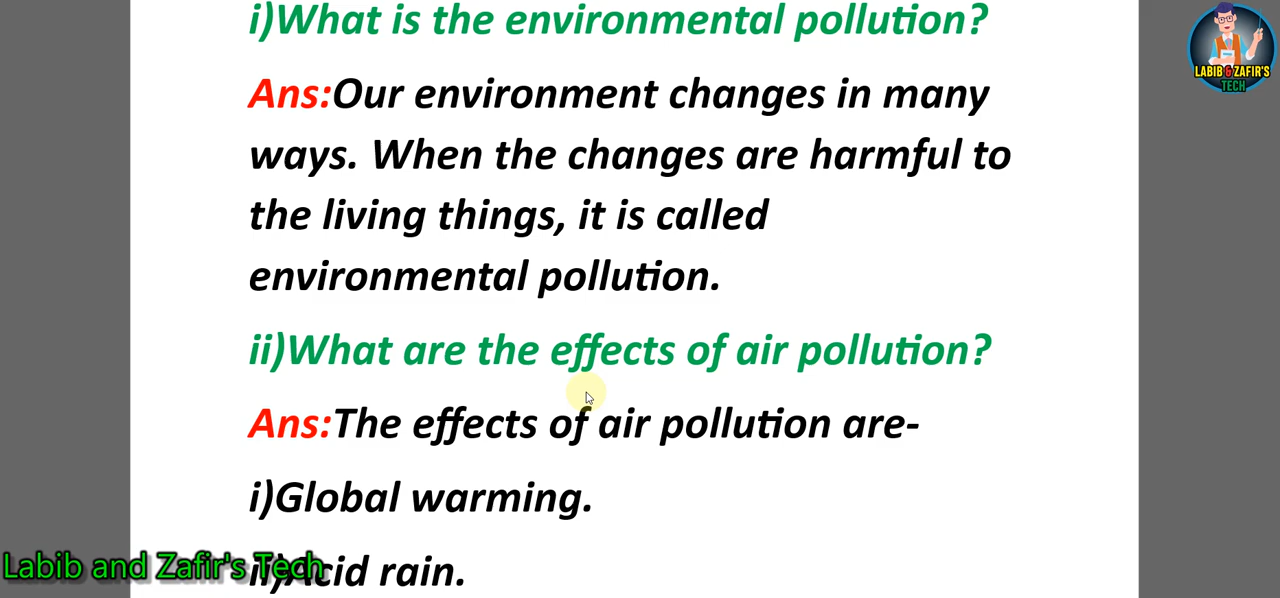 i)What is the environmental pollution?
Ans:Our environment changes in many
ways. When the changes are harmful to
the living things, it is called
environmental pollution.
ii)What are the effects of air pollution?
Ans:The effects of air pollution are-
i)Global warming.
ii)Acid rain.
Labib and Zafir's Tech
LABIB & ZAFIR'S
TECH